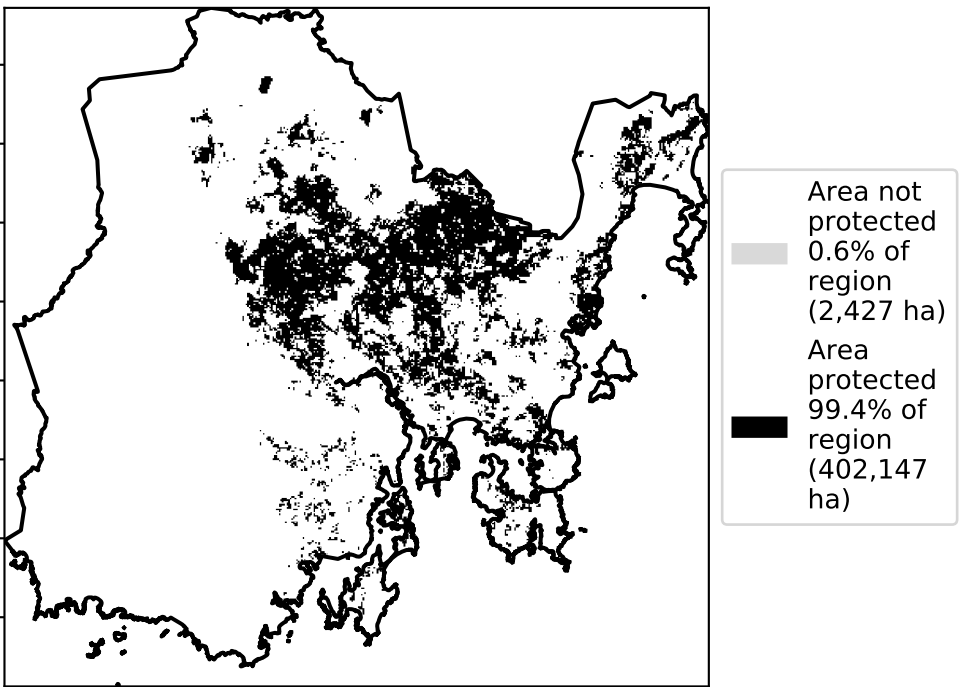 Area not
protected
0.6% of
region
(2,427 ha)
Area
protected
99.4% of
region
(402,147
ha)